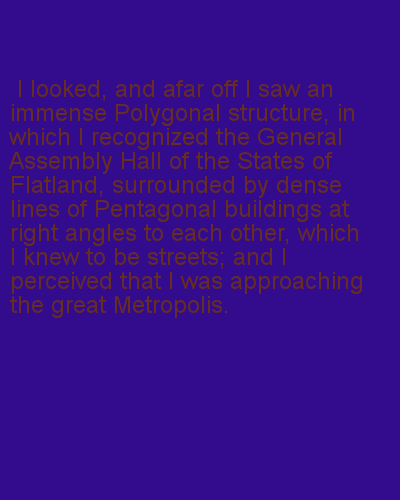 I looked, and afar off I saw an
immense Polygonal structure, in
which I recognized the General
Assembly Hall of the States of
Flatland, surrounded by dense
lines of Pentagonal buildings at
right angles to each other, which
I knew to be streets; and I
perceived that I was approaching
the great Metropolis.